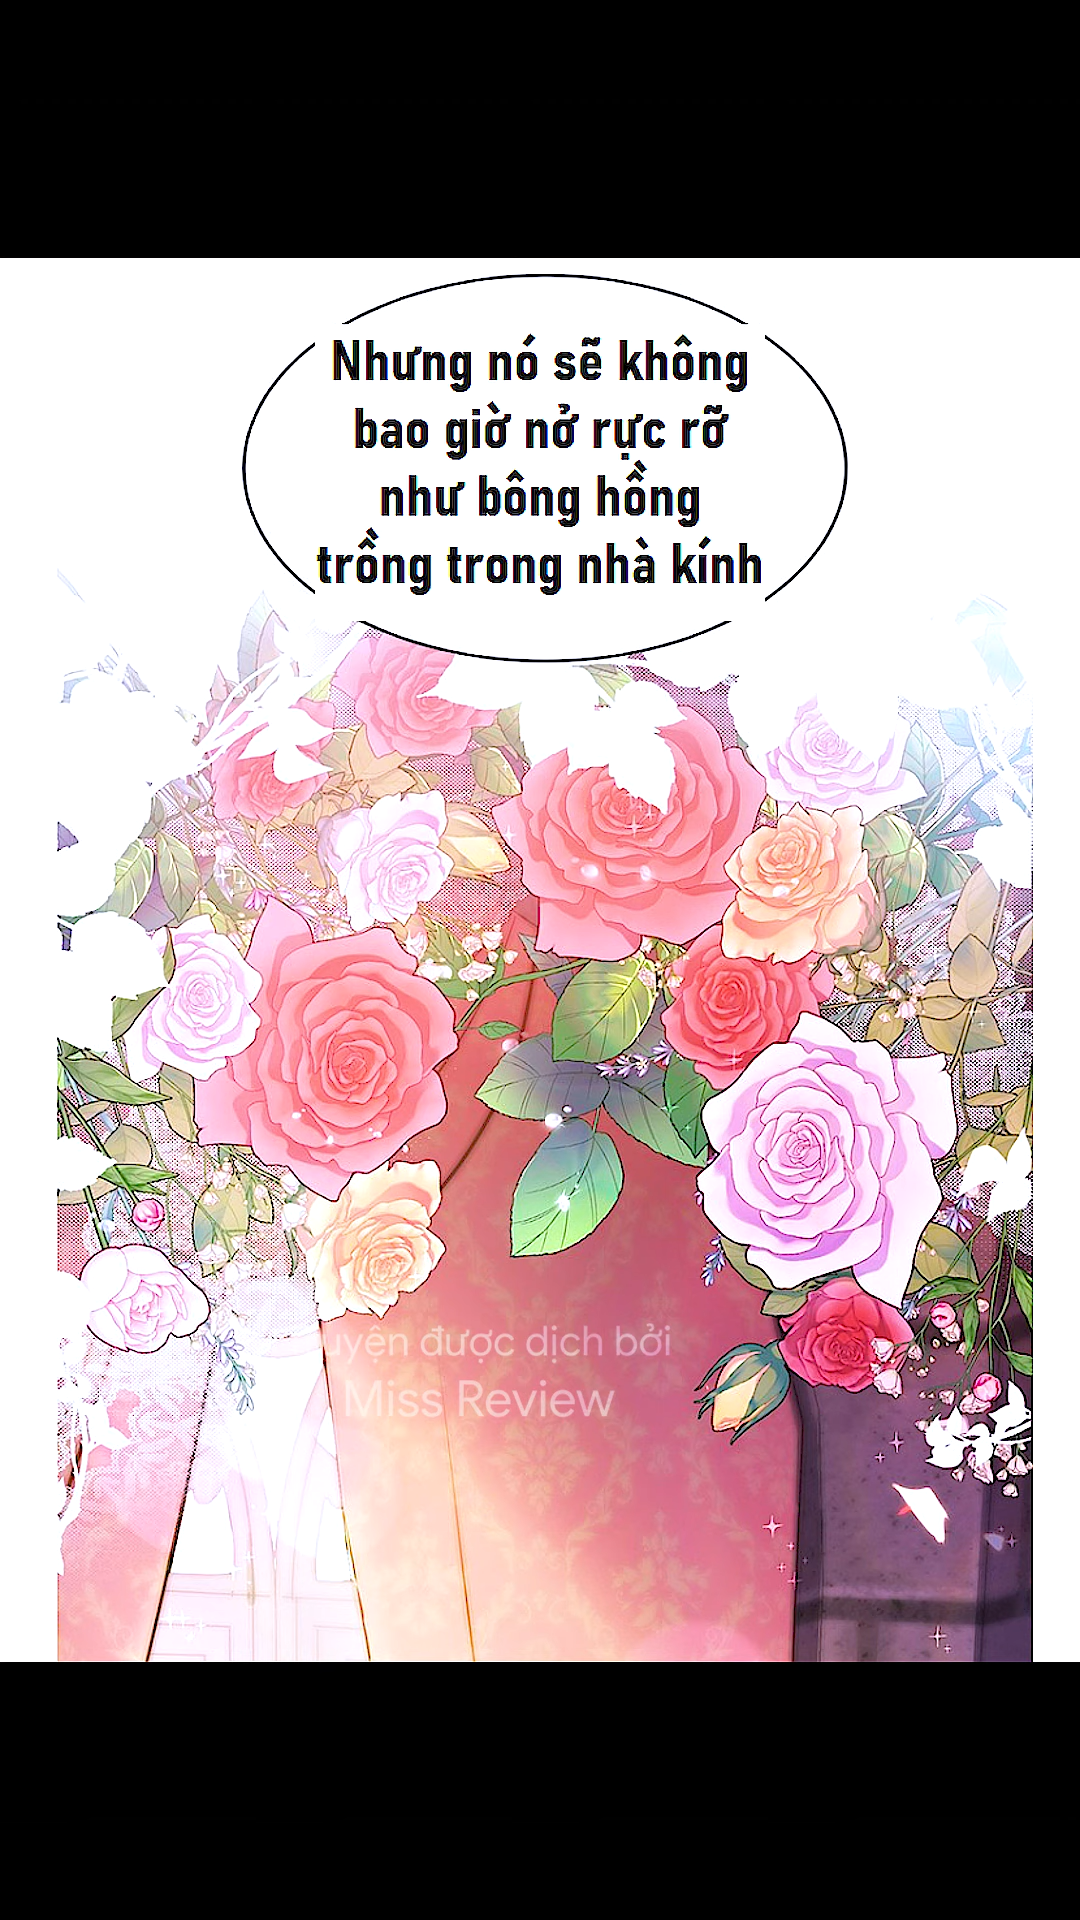 Nhưng nó sẽ không
bao giờ nở rực rỡ
như bông hồng
trồng trong nhà kính
được dịch bởi
Miss Review